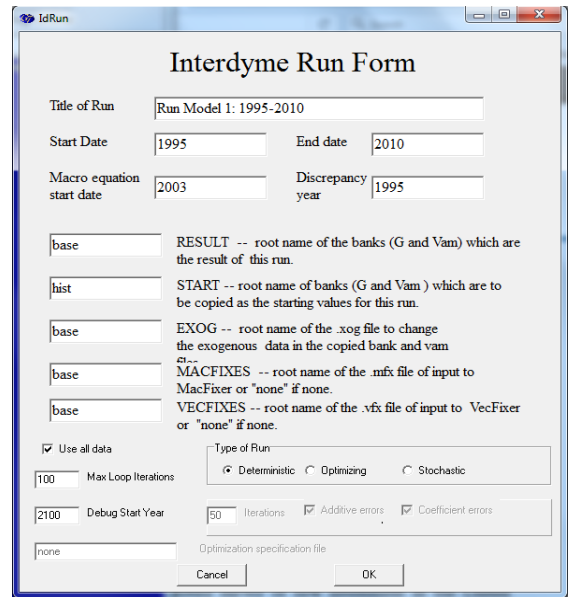 IdRun
Interdyme Run Form
Title of Run Run Model 1: 1995-2010
Start Date 1995 End date 2010
Macro equation start date 2003 Discrepancy year 1995
base RESULT -- root name of the banks (G and Vam) which are
the result of this run.
hist START -- root name of banks (G and Vam ) which are to
be copied as the starting values for this run.
base EXOG -- root name of the .xog file to change
the exogenous data in the copied bank and vam
files.
base MACFIXES -- root name of the .mfx file of input to
MacFixer or "none" if none.
base VECFIXES -- root name of the .vfx file of input to VecFixer
or "none" if none.
Use all data
Type of Run
Deterministic Optimizing Stochastic
100 Max Loop Iterations
2100 Debug Start Year
50 Iterations Additive errors Coefficient errors
none Optimization specification file
Cancel OK